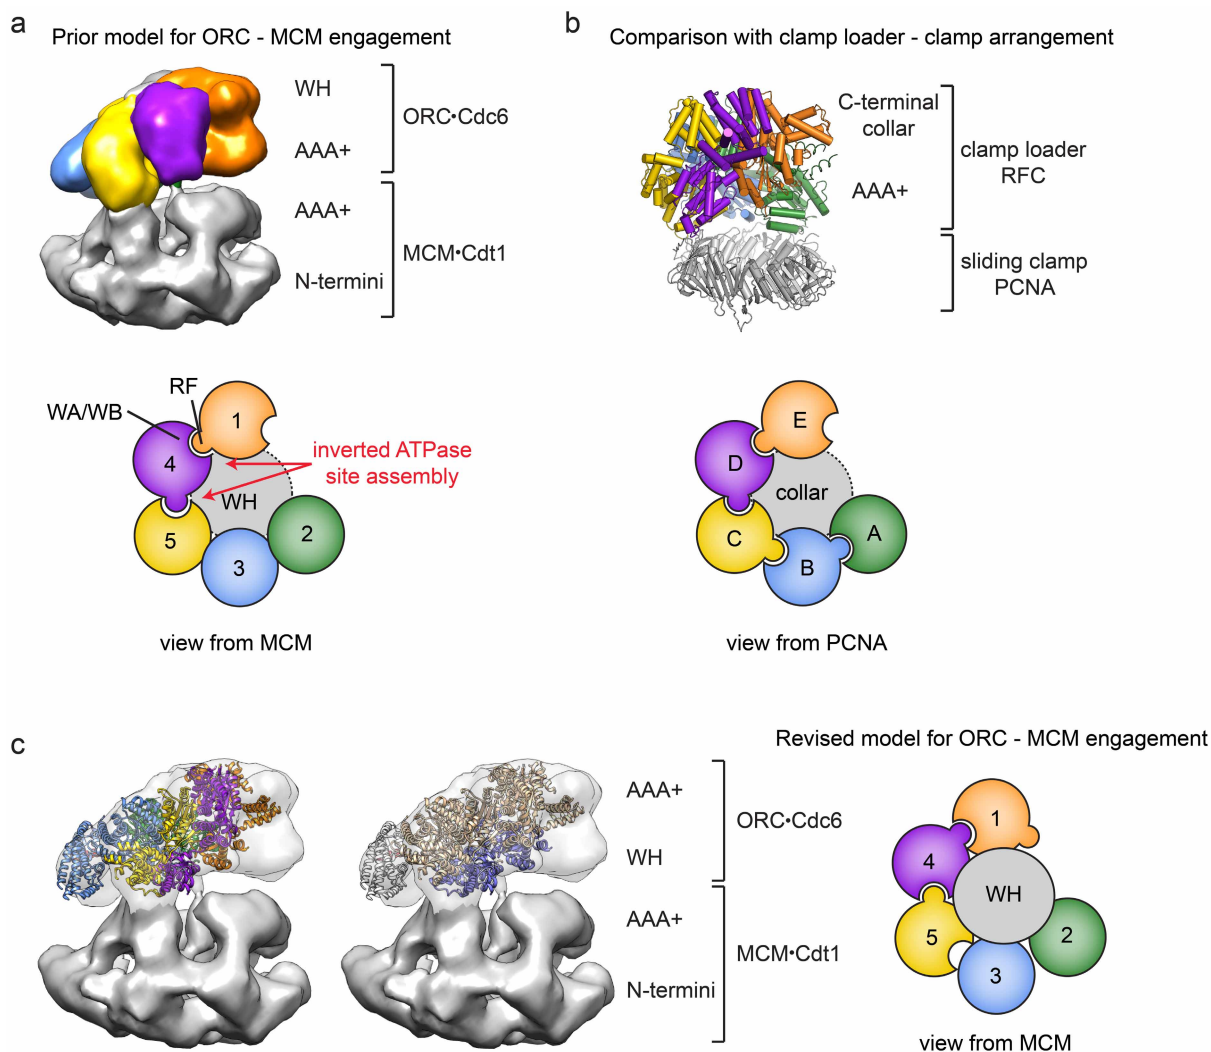 a
Prior model for ORC - MCM engagement
WH
AAA+
ORC•Cdc6
AAA+
N-termini
MCM•Cdt1
RF
WA/WB
1
4
inverted ATPase
site assembly
WH
5
2
3
view from MCM
b
Comparison with clamp loader - clamp arrangement
C-terminal
collar
AAA+
clamp loader
RFC
sliding clamp
PCNA
E
D
collar
C
A
B
view from PCNA
c
Revised model for ORC - MCM engagement
AAA+
WH
ORC•Cdc6
AAA+
N-termini
MCM•Cdt1
1
4
WH
5
2
3
view from MCM